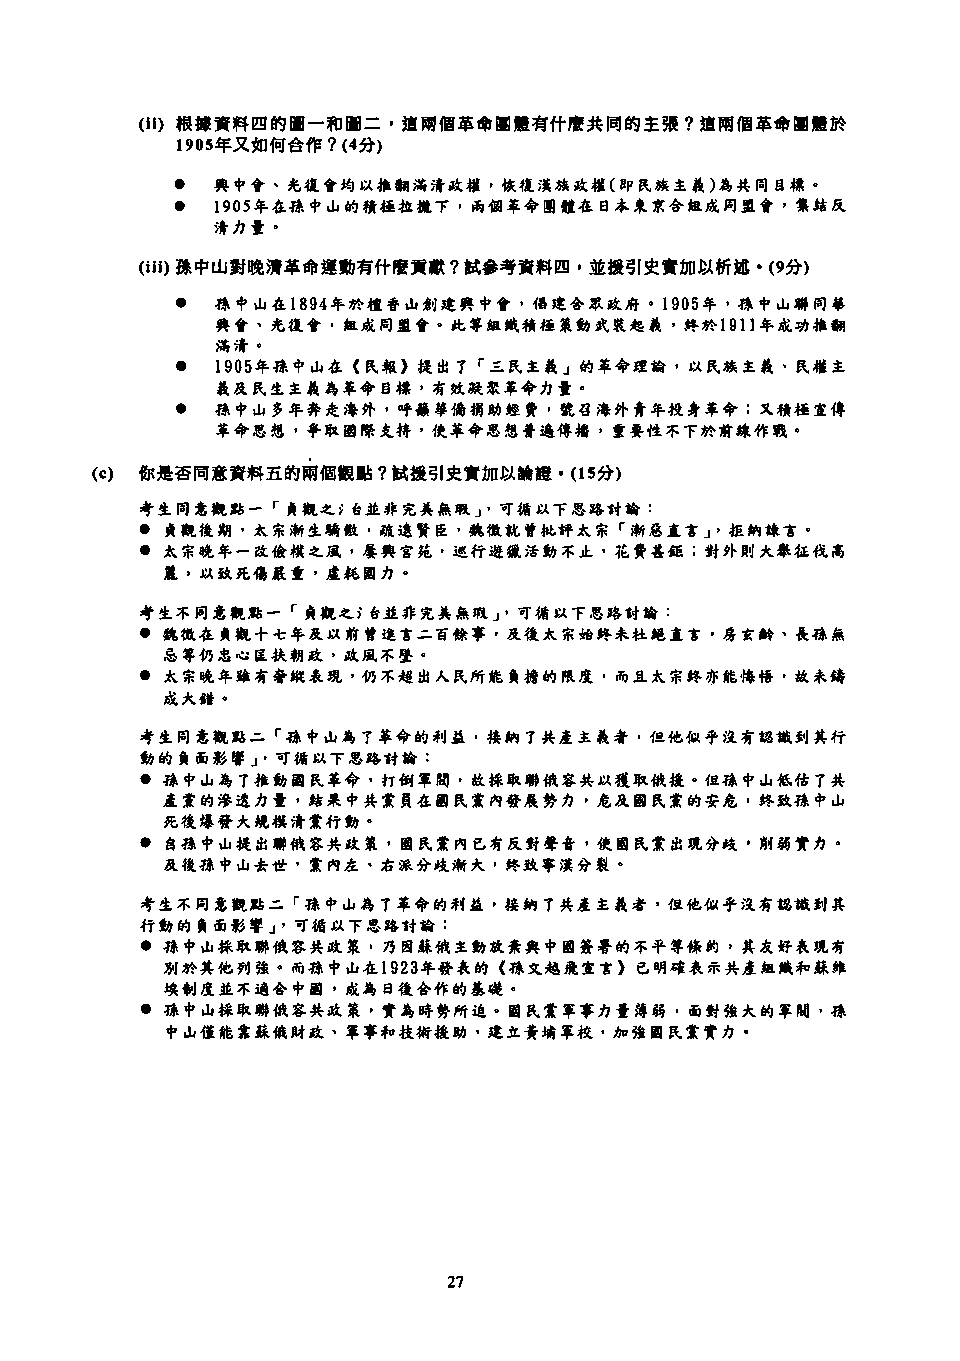 (ii) 根據資料四的圖一和圖二，這兩個革命團體有什麼共同的主張？這兩個革命團體於
1905年又如何合作？(4分)
● 興中會、光復會均以推翻滿清政權，恢復漢族政權(即民族主義)為共同目標。
● 1905年在孫中山的積極拉攏下，兩個革命團體在日本東京合組成同盟會，集結反
清力量。
(iii) 孫中山對晚清革命運動有什麼貢獻？試參考資料四，並援引史實加以析述。(9分)
● 孫中山在1894年於檀香山創建興中會，倡建合眾政府。1905年，孫中山聯同華
興會、光復會，組成同盟會。此等組織積極策動武裝起義，終於1911年成功推翻
滿清。
● 1905年孫中山在《民報》提出了「三民主義」的革命理論，以民族主義、民權主
義及民生主義為革命目標，有效凝聚革命力量。
● 孫中山多年奔走海外，呼籲華僑捐助經費，號召海外青年投身革命；又積極宣傳
革命思想，爭取國際支持，使革命思想普遍傳播，重要性不下於前線作戰。
(c) 你是否同意資料五的兩個觀點？試援引史實加以論證。(15分)
考生同意觀點一「貞觀之治並非完美無瑕」，可循以下思路討論：
● 貞觀後期，太宗漸生驕傲，疏遠賢臣，魏徵就曾批評太宗「漸惡直言」，拒納諫言。
● 太宗晚年一改儉樸之風，屢興宮苑，巡行遊獵活動不止，花費甚鉅；對外則大舉征伐高
麗，以致死傷嚴重，虛耗國力。
考生不同意觀點一「貞觀之治並非完美無瑕」，可循以下思路討論：
● 魏徵在貞觀十七年及以前曾進言二百餘事，及後太宗始終未杜絕直言，房玄齡、長孫無
忌等仍忠心匡扶朝政，政風不墜。
● 太宗晚年雖有奢縱表現，仍不超出人民所能負擔的限度，而且太宗終亦能悔悟，故未鑄
成大錯。
考生同意觀點二「孫中山為了革命的利益，接納了共產主義者，但他似乎沒有認識到其行
動的負面影響」，可循以下思路討論：
● 孫中山為了推動國民革命，打倒軍閥，故採取聯俄容共以獲取俄援。但孫中山低估了共
產黨的滲透力量，結果中共黨員在國民黨內發展勢力，危及國民黨的安危，終致孫中山
死後爆發大規模清黨行動。
● 自孫中山提出聯俄容共政策，國民黨內已有反對聲音，使國民黨出現分歧，削弱實力。
及後孫中山去世，黨內左、右派分歧漸大，終致寧漢分裂。
考生不同意觀點二「孫中山為了革命的利益，接納了共產主義者，但他似乎沒有認識到其
行動的負面影響」，可循以下思路討論：
● 孫中山採取聯俄容共政策，乃因蘇俄主動放棄與中國簽署的不平等條約，其友好表現有
別於其他列強。而孫中山在1923年發表的《孫文越飛宣言》已明確表示共產組織和蘇維
埃制度並不適合中國，成為日後合作的基礎。
● 孫中山採取聯俄容共政策，實為時勢所迫。國民黨軍事力量薄弱，面對強大的軍閥，孫
中山僅能靠蘇俄財政、軍事和技術援助，建立黃埔軍校，加強國民黨實力。
27